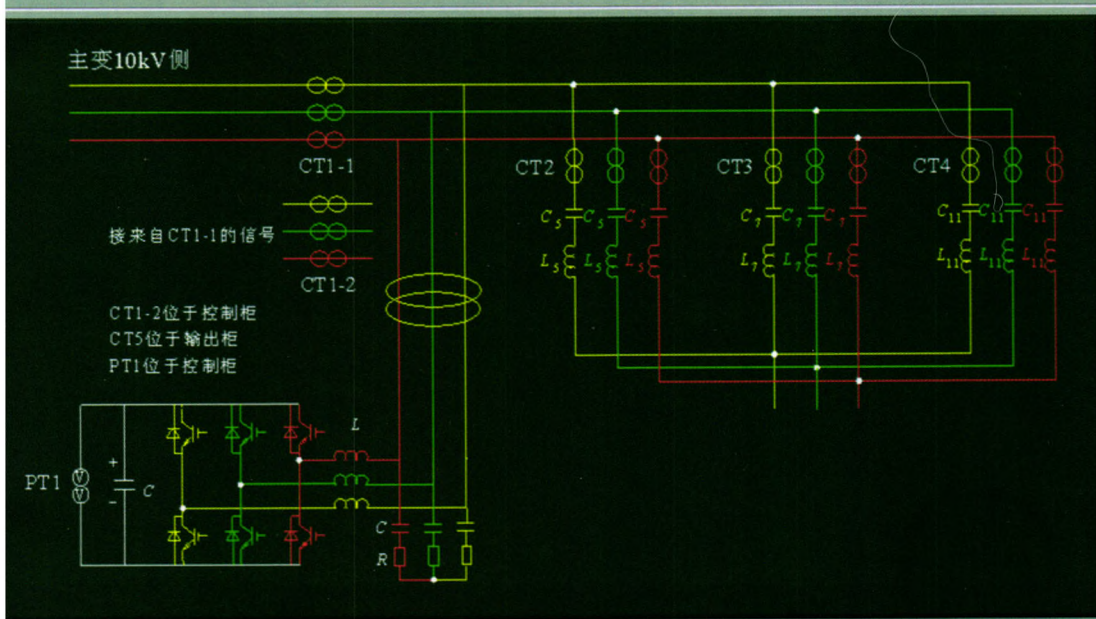 主变10kV侧
CT1-1
CT2
CT3
CT4
C5 C5 C5
C7 C7 C7
C11 C11 C11
接来自CT1-1的信号
L5 L5 L5
L7 L7 L7
L11 L11 L11
CT1-2
CT1-2位于控制柜
CT5位于输出柜
PT1位于控制柜
L
PT1
+
C
-
C
R